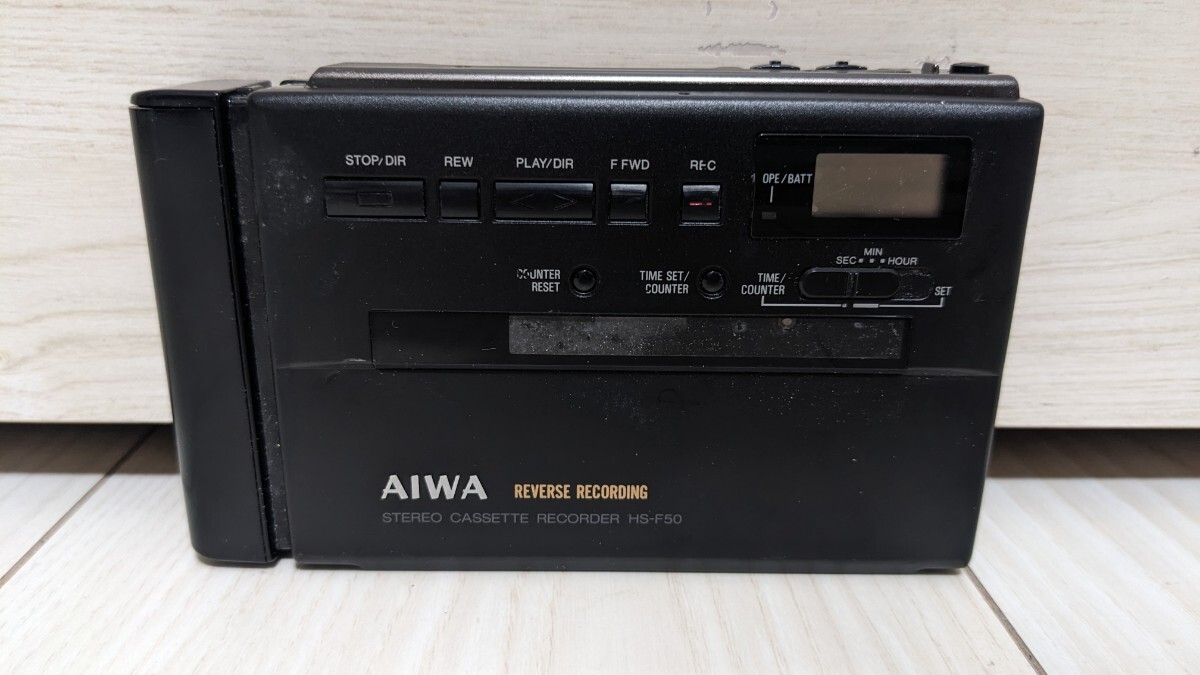 STOP/DIR
REW
PLAY/DIR
F FWD
REC
OPE/BATT
MIN
SEC HOUR
COUNTER
RESET
TIME SET/
COUNTER
TIME/
COUNTER
SET
AIWA REVERSE RECORDING
STEREO CASSETTE RECORDER HS-F50